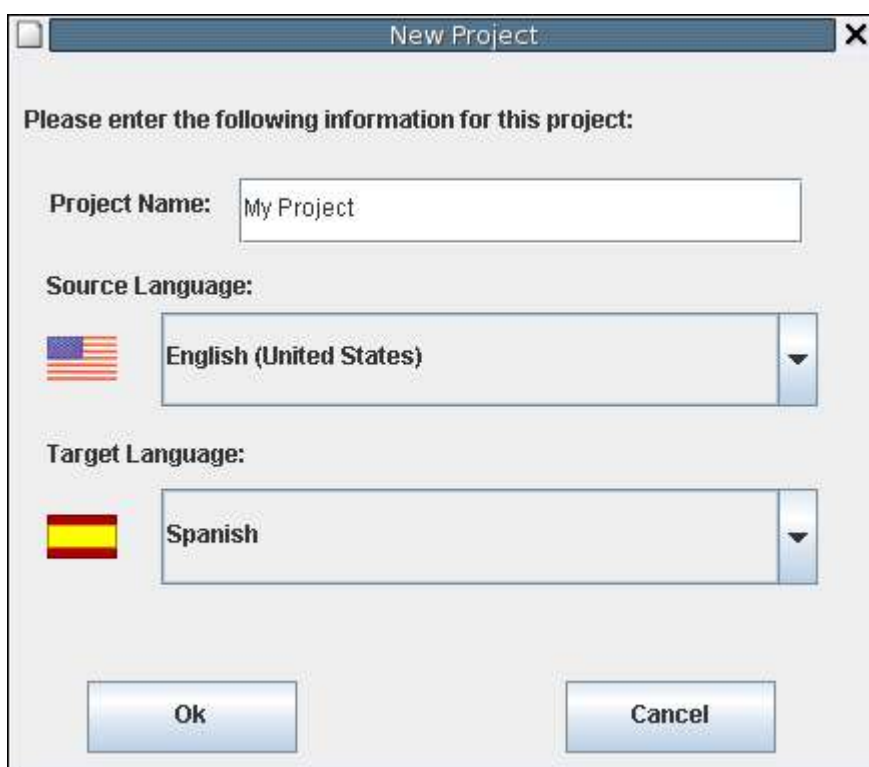 New Project
Please enter the following information for this project:
Project Name: My Project
Source Language:
English (United States)
Target Language:
Spanish
Ok Cancel